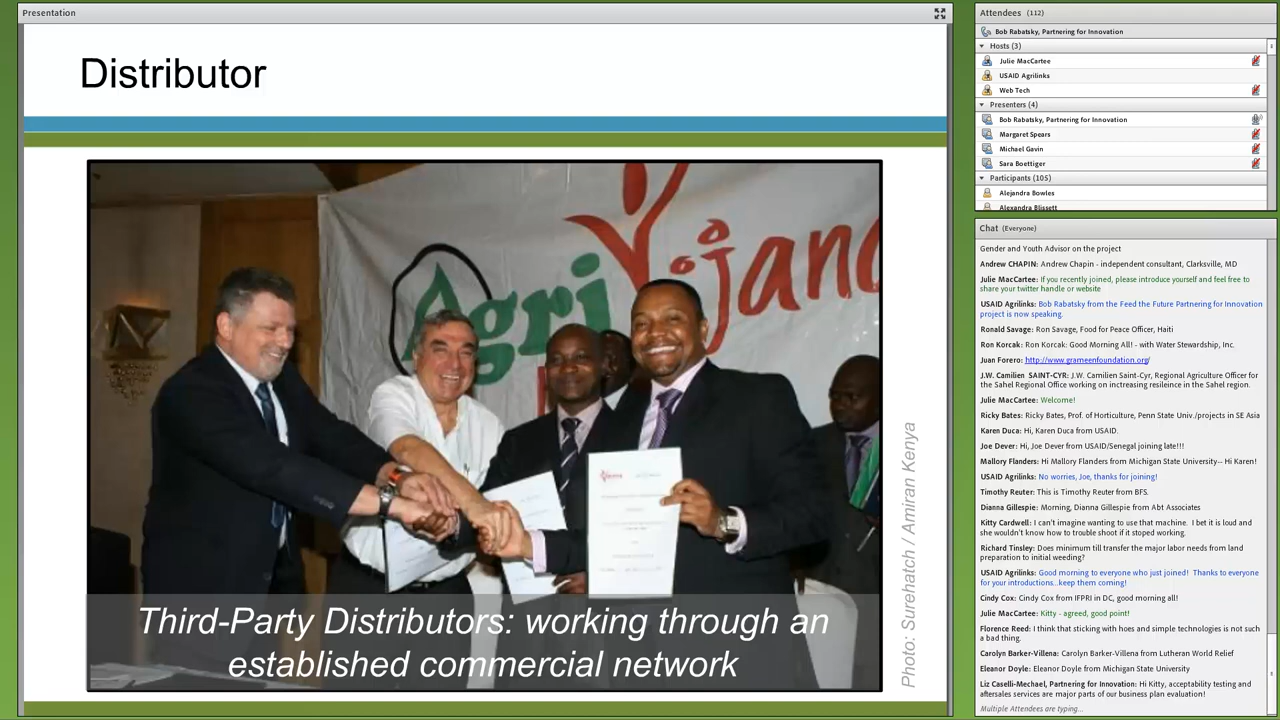 Presentation
Distributor
Agri
Vijana
Third-Party Distributors: working through an
established commercial network
Photo: Surehatch / Amiran Kenya
Attendees (112)
Bob Rabatsky, Partnering for Innovation
Hosts (3)
Julie MacCartee
USAID Agrilinks
Web Tech
Presenters (4)
Bob Rabatsky, Partnering for Innovation
Margaret Spears
Michael Gavin
Sara Boettiger
Participants (105)
Alejandra Bowles
Alexandra Blissett
Chat (Everyone)
Gender and Youth Advisor on the project
Andrew CHAPIN: Andrew Chapin - independent consultant, Clarksville, MD
Julie MacCartee: If you recently joined, please introduce yourself and feel free to
share your twitter handle or website
USAID Agrilinks: Bob Rabatsky from the Feed the Future Partnering for Innovation
project is now speaking.
Ronald Savage: Ron Savage, Food for Peace Officer, Haiti
Ron Korcak: Ron Korcak: Good Morning All! - with Water Stewardship, Inc.
Juan Forero: http://www.grameenfoundation.org/
J.W. Camilien SAINT-CYR: J.W. Camilien Saint-Cyr, Regional Agriculture Officer for
the Sahel Regional Office working on inctreasing resileince in the Sahel region.
Julie MacCartee: Welcome!
Ricky Bates: Ricky Bates, Prof. of Horticulture, Penn State Univ./projects in SE Asia
Karen Duca: Hi, Karen Duca from USAID.
Joe Dever: Hi, Joe Dever from USAID/Senegal joining late!!!
Mallory Flanders: Hi Mallory Flanders from Michigan State University-- Hi Karen!
USAID Agrilinks: No worries, Joe, thanks for joining!
Timothy Reuter: This is Timothy Reuter from BFS.
Dianna Gillespie: Morning, Dianna Gillespie from Abt Associates
Kitty Cardwell: I can't imagine wanting to use that machine. I bet it is loud and
she wouldn't know how to trouble shoot if it stoped working.
Richard Tinsley: Does minimum till transfer the major labor needs from land
preparation to initial weeding?
USAID Agrilinks: Good morning to everyone who just joined! Thanks to everyone
for your introductions...keep them coming!
Cindy Cox: Cindy Cox from IFPRI in DC, good morning all!
Julie MacCartee: Kitty - agreed, good point!
Florence Reed: I think that sticking with hoes and simple technologies is not such
a bad thing.
Carolyn Barker-Villena: Carolyn Barker-Villena from Lutheran World Relief
Eleanor Doyle: Eleanor Doyle from Michigan State University
Liz Caselli-Mechael, Partnering for Innovation: Hi Kitty, acceptability testing and
aftersales services are major parts of our business plan evaluation!
Multiple Attendees are typing...